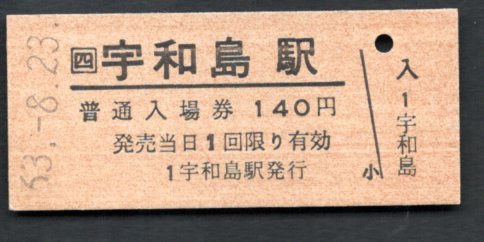 53.-8.23.
四 宇和島駅
普通入場券 140円
発売当日1回限り有効
1宇和島駅発行
小
入 1宇和島